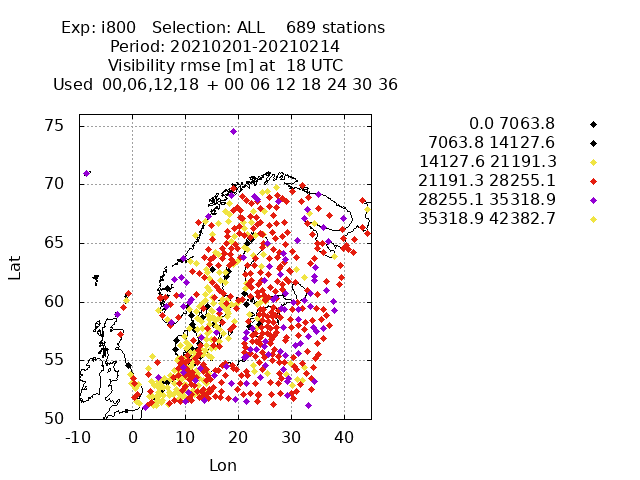 Exp: i800   Selection: ALL    689 stations
Period: 20210201-20210214
Visibility rmse [m] at  18 UTC
Used  00,06,12,18  + 00 06 12 18 24 30 36
0.0 7063.8
7063.8 14127.6
14127.6 21191.3
21191.3 28255.1
28255.1 35318.9
35318.9 42382.7
75
70
65
60
55
50
Lat
-10 0 10 20 30 40
Lon